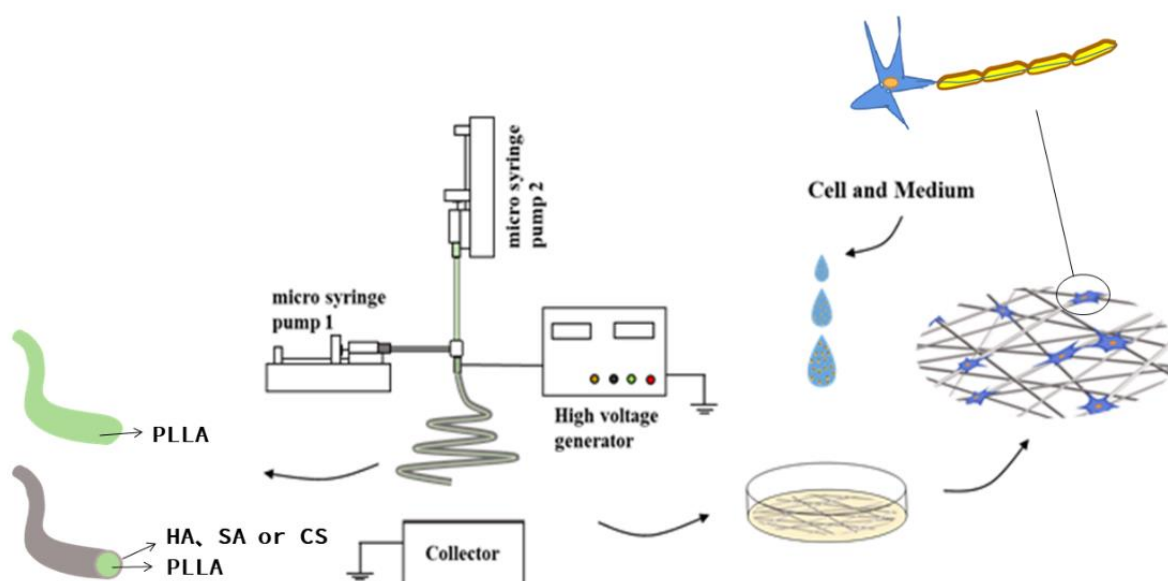 micro syringe
pump 2
Cell and Medium
micro syringe
pump 1
High voltage
generator
PLLA
HA、SA or CS
PLLA
Collector